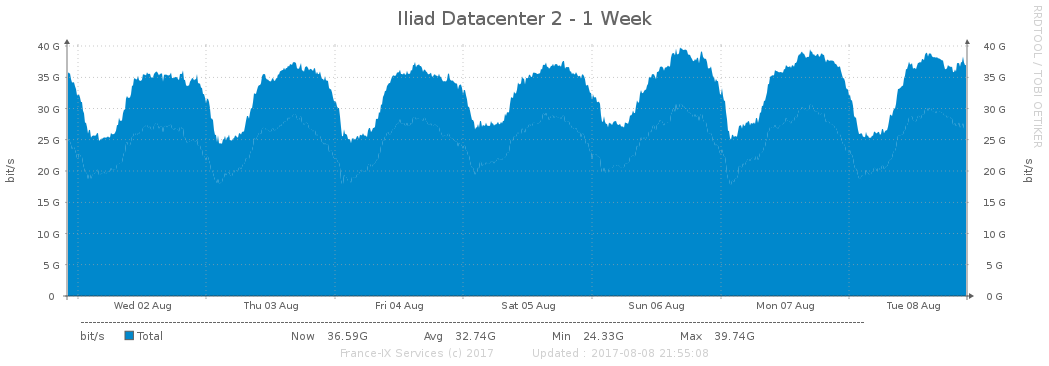 Iliad Datacenter 2 - 1 Week
RRDTOOL / TOBI OETIKER
40 G 40 G
35 G 35 G
30 G 30 G
25 G 25 G
20 G 20 G
15 G 15 G
10 G 10 G
5 G 5 G
0 0 G
bit/s bit/s
Wed 02 Aug Thu 03 Aug Fri 04 Aug Sat 05 Aug Sun 06 Aug Mon 07 Aug Tue 08 Aug
bit/s Total Now 36.59G Avg 32.74G Min 24.33G Max 39.74G
France-IX Services (c) 2017 Updated : 2017-08-08 21:55:08